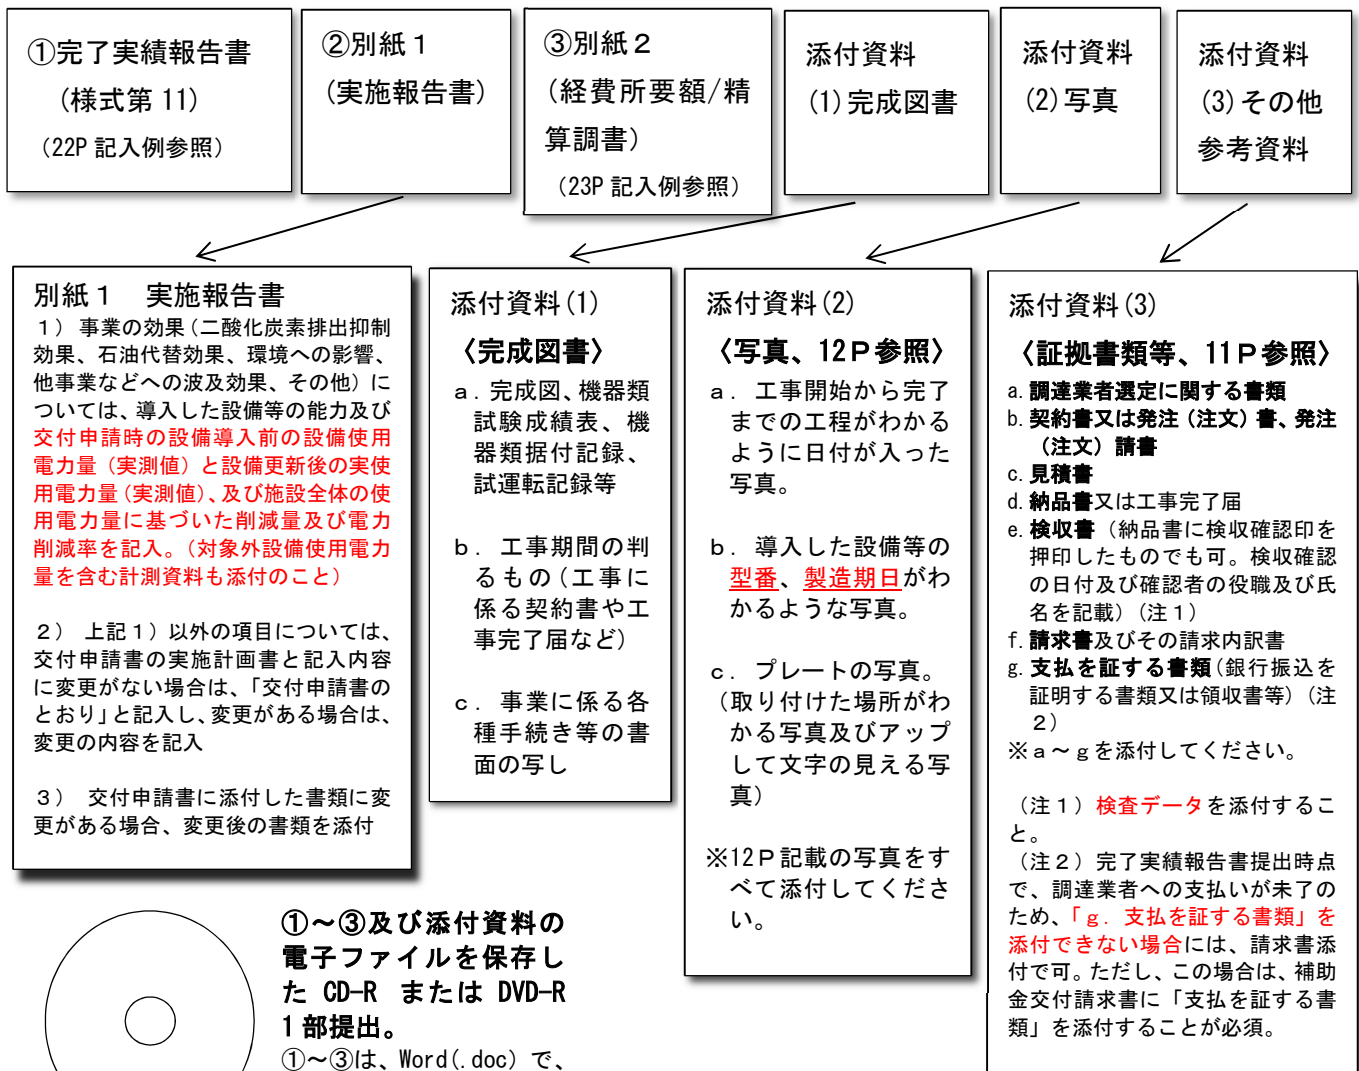 ①完了実績報告書
(様式第 11)
(22P 記入例参照)
②別紙１
(実施報告書)
③別紙２
(経費所要額/精
算調書)
(23P 記入例参照)
添付資料
(1)完成図書
添付資料
(2)写真
添付資料
(3)その他
参考資料
別紙１　実施報告書
１） 事業の効果(二酸化炭素排出抑制
効果、石油代替効果、環境への影響、
他事業などへの波及効果、その他）に
ついては、導入した設備等の能力及び
交付申請時の設備導入前の設備使用
電力量（実測値）と設備更新後の実使
用電力量(実測値)、及び施設全体の使
用電力量に基づいた削減量及び電力
削減率を記入。（対象外設備使用電力
量を含む計測資料も添付のこと）
２） 上記１）以外の項目については、
交付申請書の実施計画書と記入内容
に変更がない場合は、「交付申請書の
とおり」と記入し、変更がある場合は、
変更の内容を記入
３） 交付申請書に添付した書類に変
更がある場合、変更後の書類を添付
添付資料(1)
〈完成図書〉
ａ．完成図、機器類
試験成績表、機
器類据付記録、
試運転記録等
ｂ．工事期間の判
るもの（工事に
係る契約書や工
事完了届など）
ｃ．事業に係る各
種手続き等の書
面の写し
添付資料(2)
〈写真、12Ｐ参照〉
ａ．工事開始から完了
までの工程がわかる
ように日付が入った
写真。
ｂ．導入した設備等の
型番、製造期日がわ
かるような写真。
ｃ．プレートの写真。
（取り付けた場所がわ
かる写真及びアップ
して文字の見える写
真）
※12Ｐ記載の写真をす
べて添付してくださ
い。
添付資料(3)
〈証拠書類等、11Ｐ参照〉
a.調達業者選定に関する書類
b.契約書又は発注（注文）書、発注
（注文）請書
c.見積書
d.納品書又は工事完了届
e.検収書（納品書に検収確認印を
押印したものでも可。検収確認
の日付及び確認者の役職及び氏
名を記載）（注１）
f.請求書及びその請求内訳書
g.支払を証する書類(銀行振込を
証明する書類又は領収書等)（注
２）
※ａ～ｇを添付してください。
（注１）検査データを添付するこ
と。
（注２）完了実績報告書提出時点
で、調達業者への支払いが未了の
ため、「ｇ．支払を証する書類」を
添付できない場合には、請求書添
付で可。ただし、この場合は、補助
金交付請求書に「支払を証する書
類」を添付することが必須。
①～③及び添付資料の
電子ファイルを保存し
た CD-R または DVD-R
1部提出。
①～③は、Word(.doc) で、